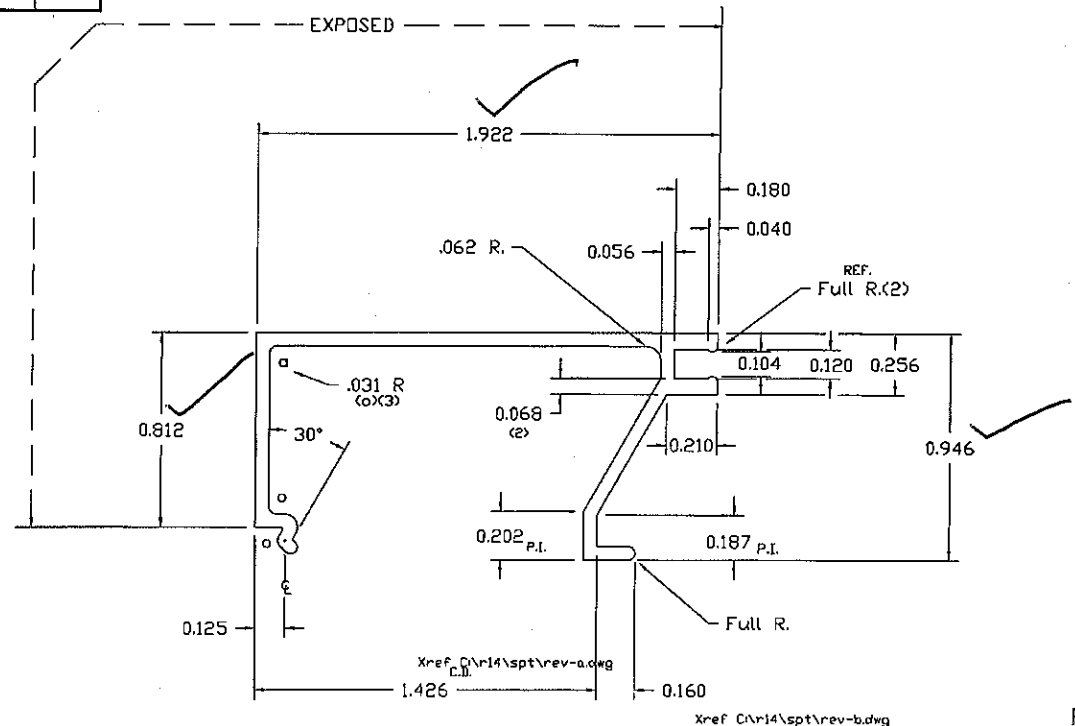 EXPOSED
1.922
0.180
0.040
.062 R.
0.056
REF.
Full R.(2)
0.104
0.120
0.256
.031 R
(o)(3)
0.068
(2)
0.812
30°
0.210
0.946
0.202 P.I.
0.187 P.I.
℄
Full R.
0.125
Xref C:\r14\spt\rev-a.dwg
C.D.
1.426
0.160
Xref C:\r14\spt\rev-b.dwg